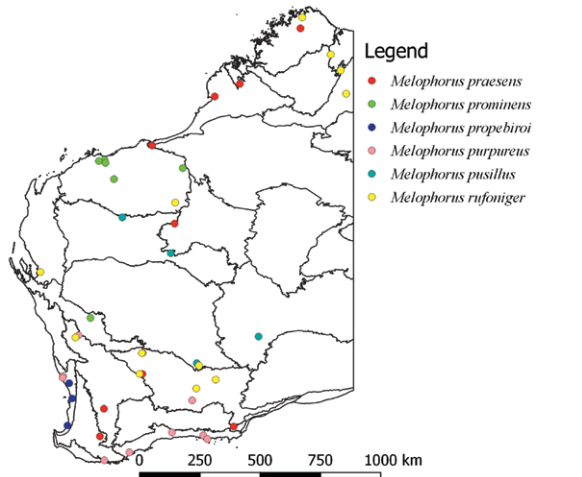 Legend
Melophorus praesens
Melophorus prominens
Melophorus propebiroi
Melophorus purpureus
Melophorus pusillus
Melophorus rufoniger
0 250 500 750 1000 km